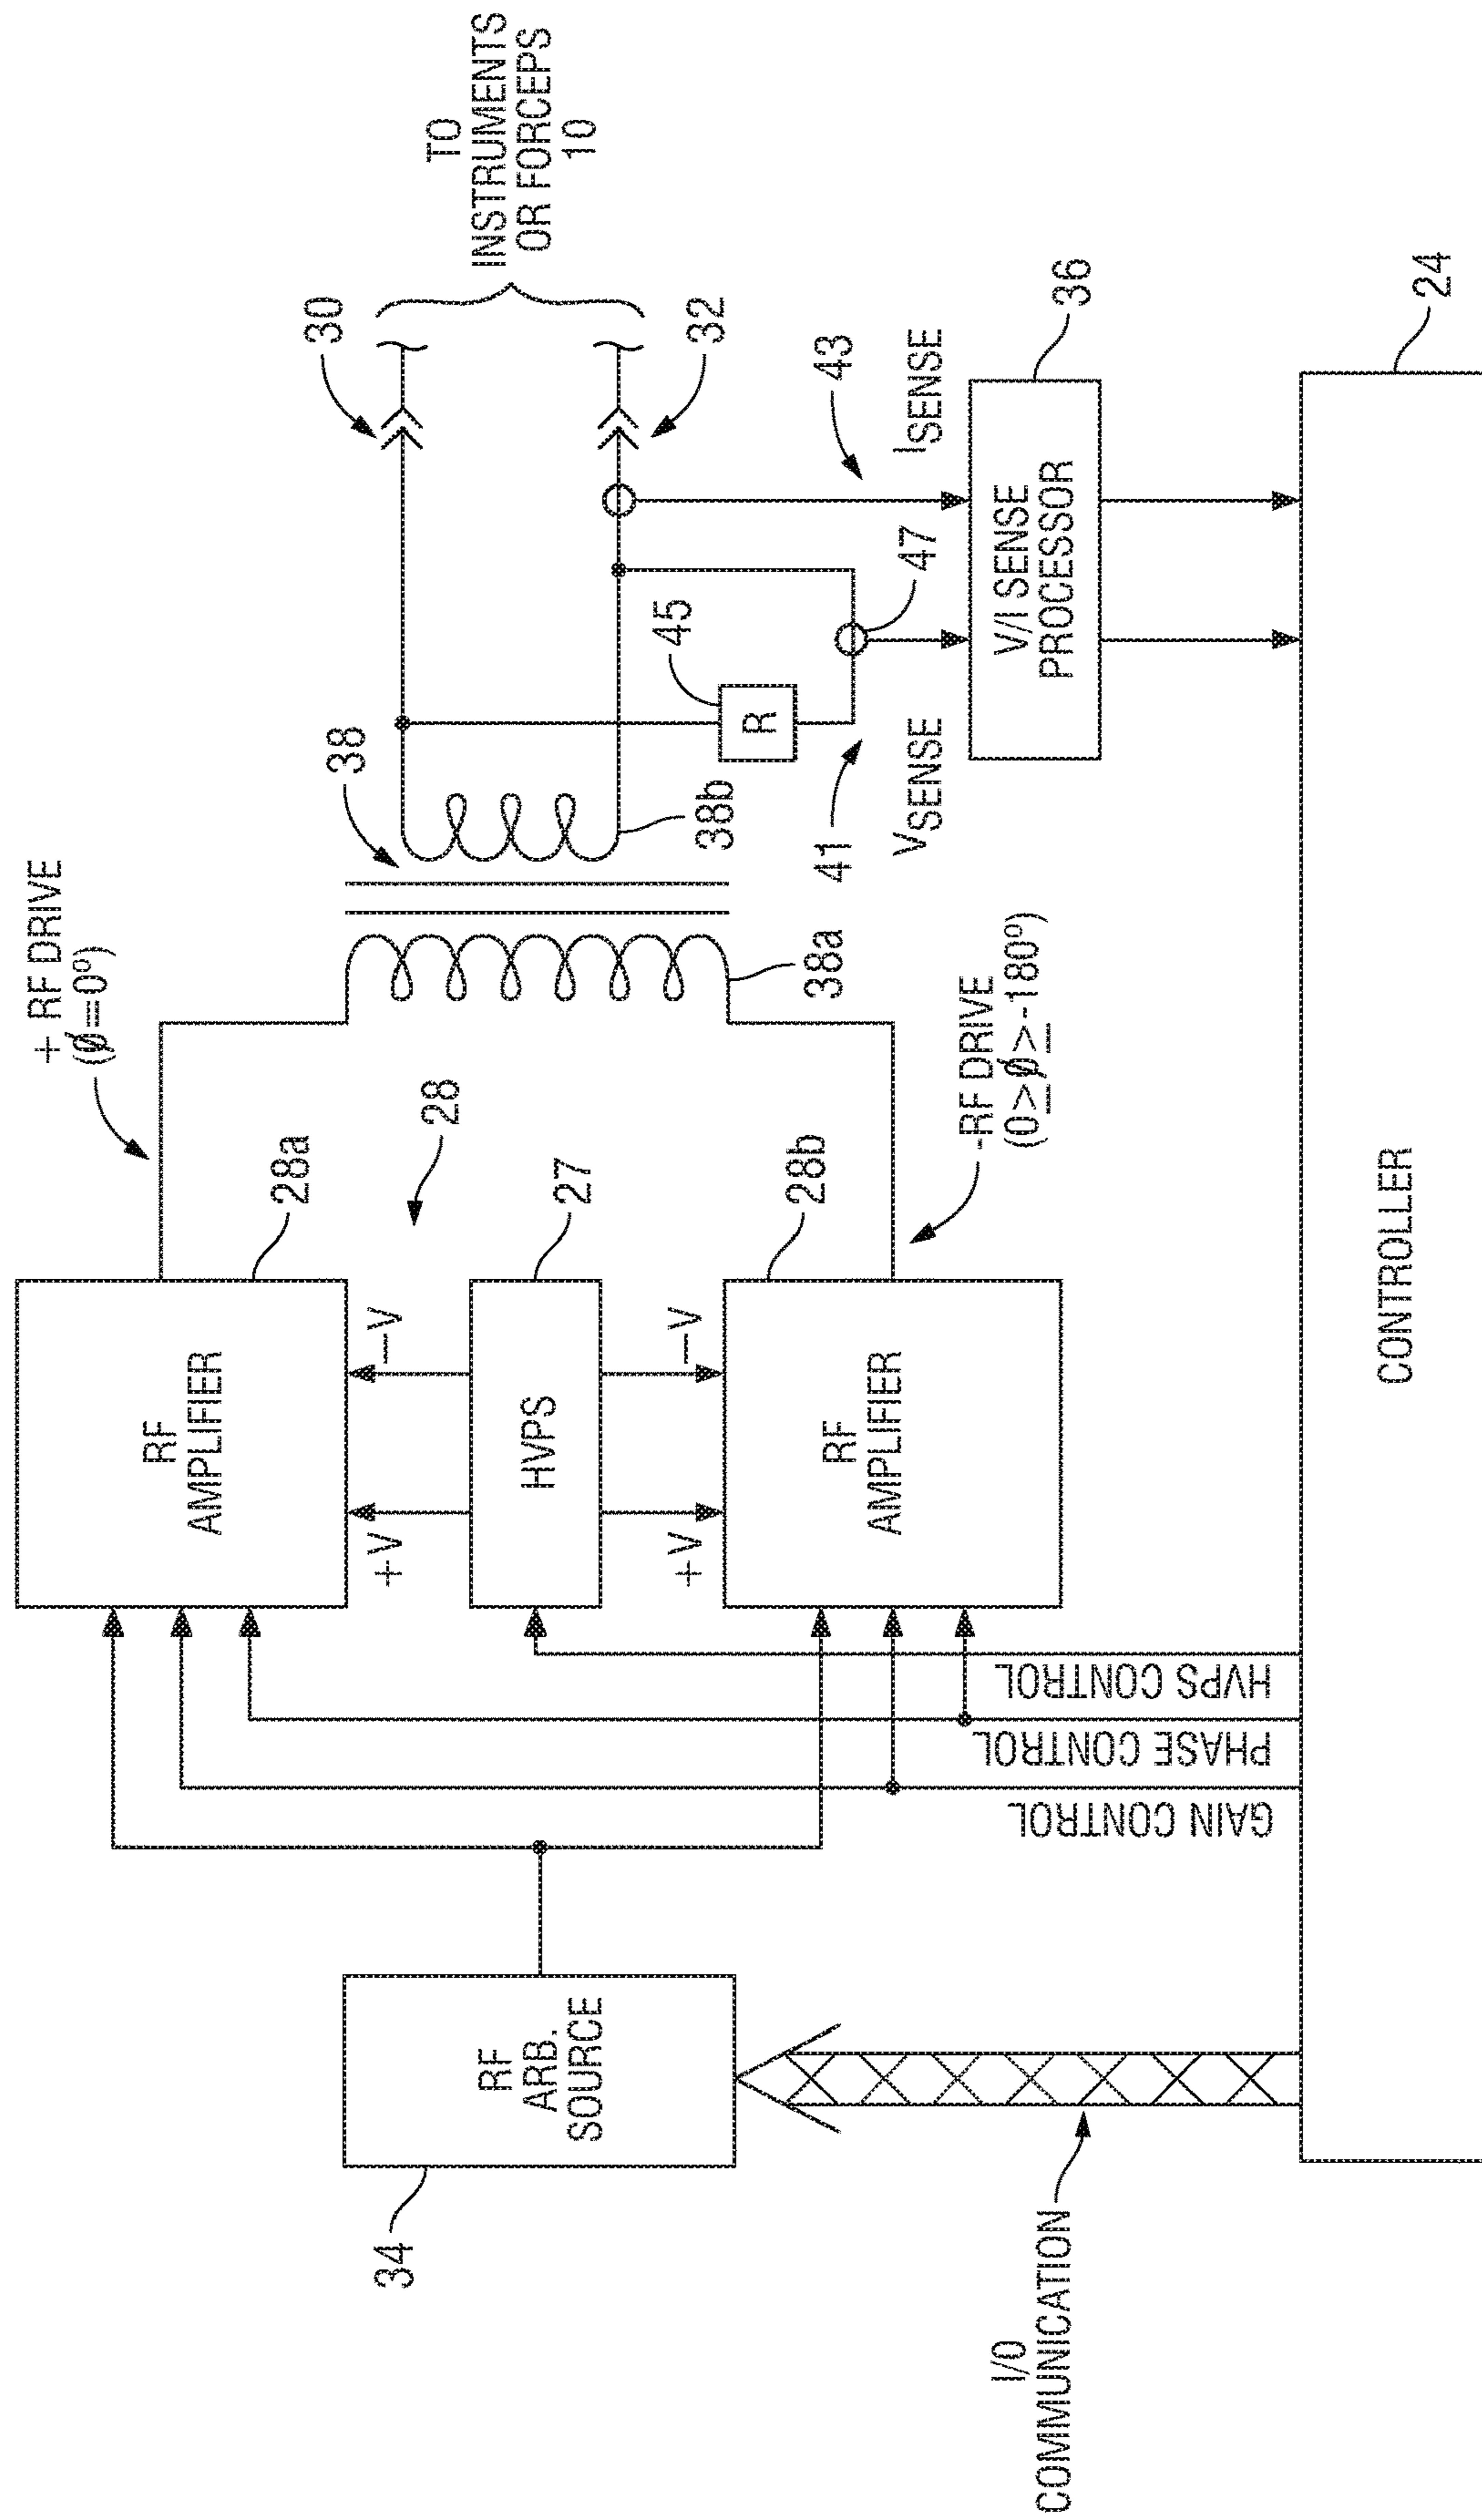 + RF DRIVE
(Ø=0º)
28a
RF
AMPLIFIER
+V
–V
28
27
HVPS
+V
–V
28b
RF
AMPLIFIER
-RF DRIVE
(0≥Ø≥-180º)
38
38a
38b
30
32
TO
INSTRUMENTS
OR FORCEPS
10
45
R
47
41
VSENSE
43
ISENSE
36
V/I SENSE
PROCESSOR
34
RF
ARB.
SOURCE
I/O
COMMUNICATION
GAIN CONTROL
PHASE CONTROL
HVPS CONTROL
CONTROLLER
24